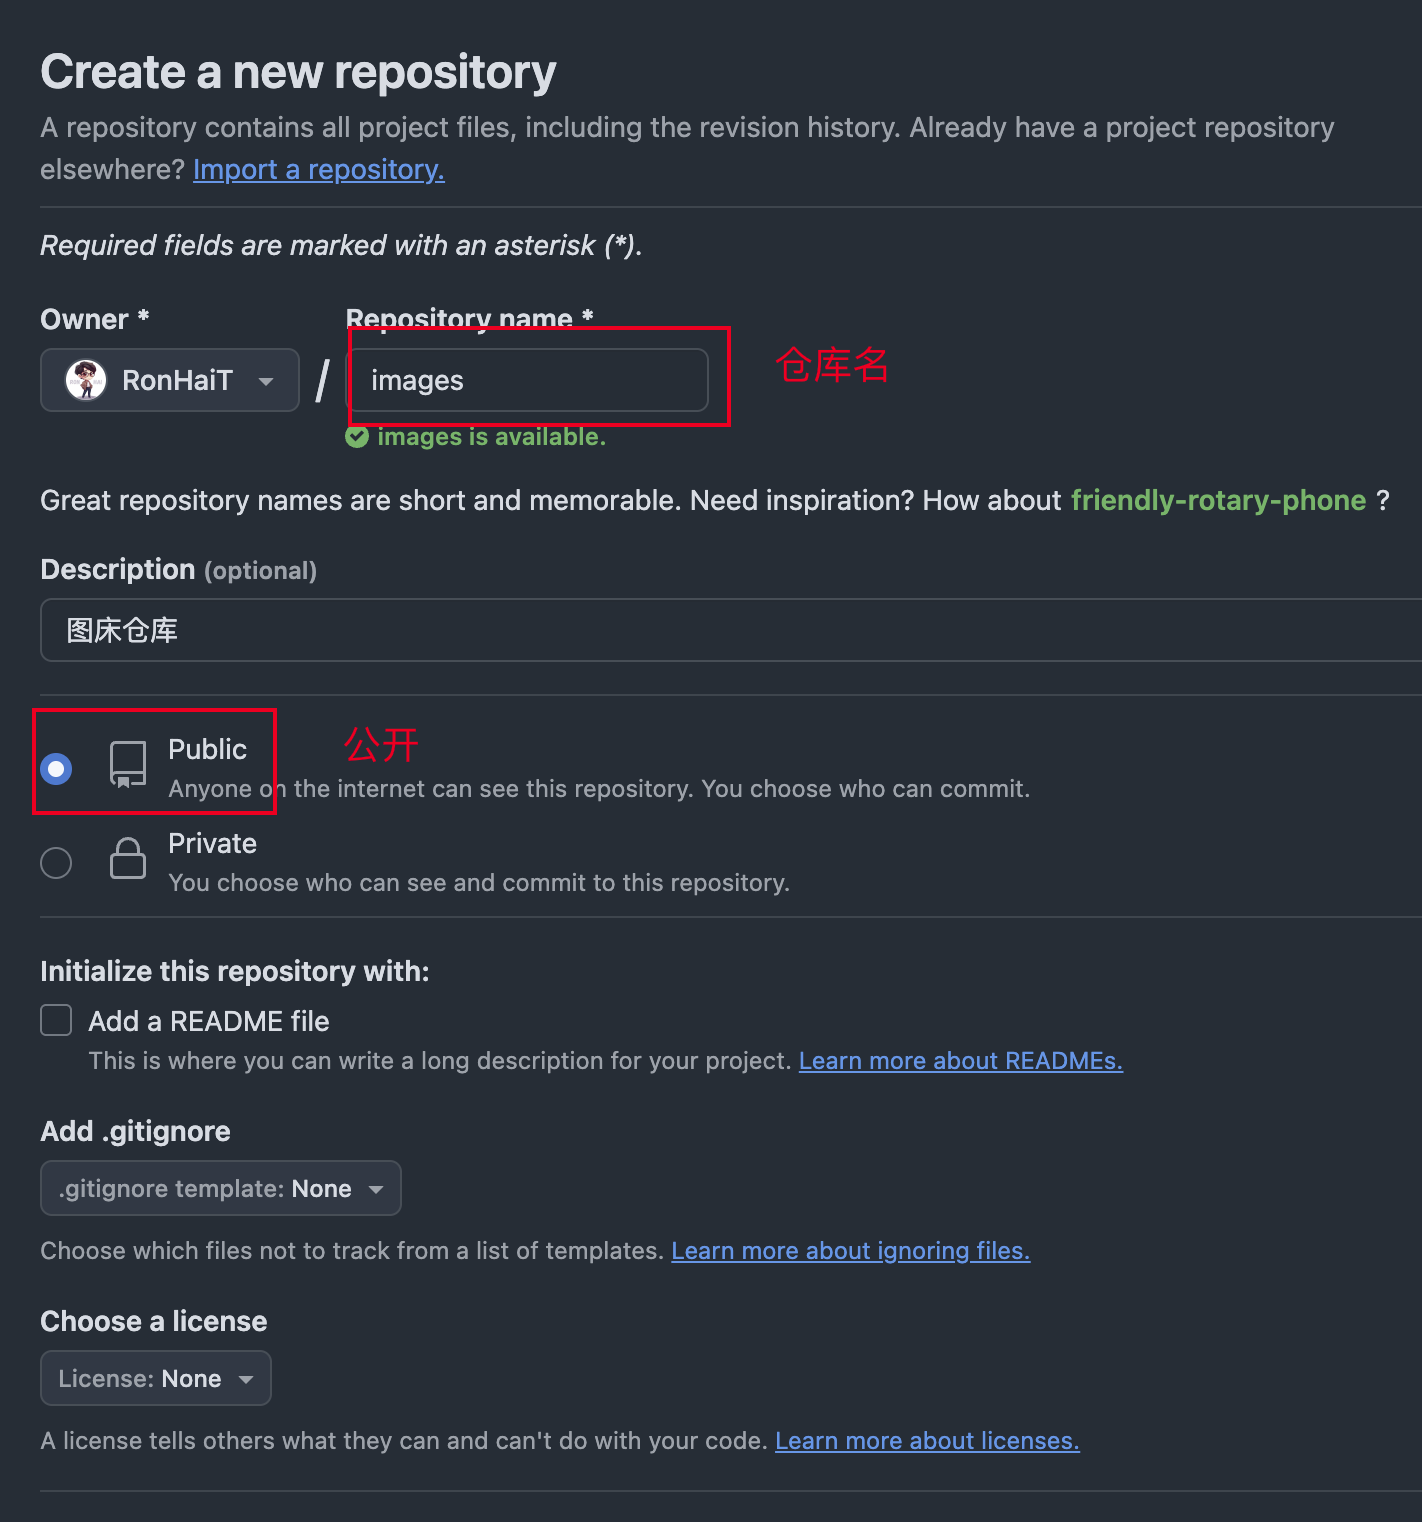 Create a new repository
A repository contains all project files, including the revision history. Already have a project repository
elsewhere? Import a repository.
Required fields are marked with an asterisk (*).
Owner *
Repository name *
RonHaiT
/
images
仓库名
images is available.
Great repository names are short and memorable. Need inspiration? How about friendly-rotary-phone ?
Description (optional)
图床仓库
Public
公开
Anyone on the internet can see this repository. You choose who can commit.
Private
You choose who can see and commit to this repository.
Initialize this repository with:
Add a README file
This is where you can write a long description for your project. Learn more about READMEs.
Add .gitignore
.gitignore template: None
Choose which files not to track from a list of templates. Learn more about ignoring files.
Choose a license
License: None
A license tells others what they can and can't do with your code. Learn more about licenses.